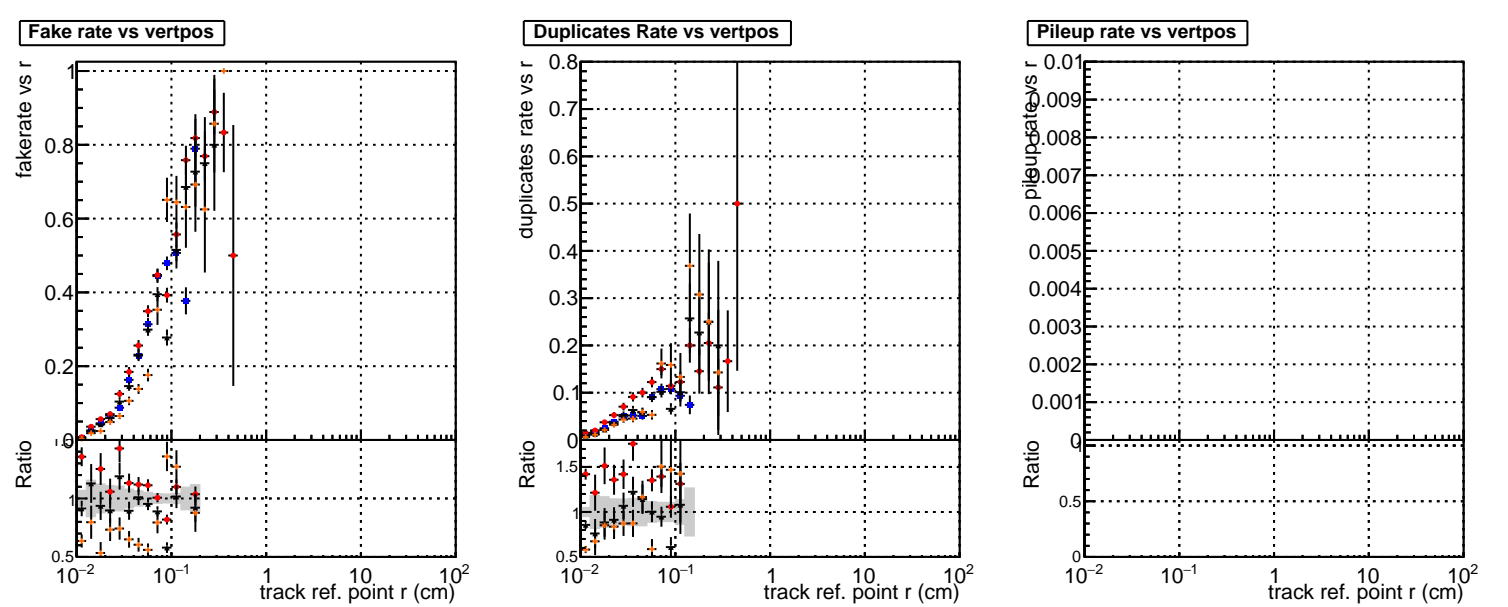 Fake rate vs vertpos
fakerate vs r
1
0.8
0.6
0.4
0.2
0
Ratio
1
0.5
10⁻² 10⁻¹ 1 10 10²
track ref. point r (cm)
Duplicates Rate vs vertpos
duplicates rate vs r
0.8
0.7
0.6
0.5
0.4
0.3
0.2
0.1
0
Ratio
1.5
1
0.5
10⁻² 10⁻¹ 1 10 10²
track ref. point r (cm)
Pileup rate vs vertpos
pileup rate vs r
0.01
0.009
0.008
0.007
0.006
0.005
0.004
0.003
0.002
0.001
0
Ratio
1
0.5
0
10⁻² 10⁻¹ 1 10 10²
track ref. point r (cm)